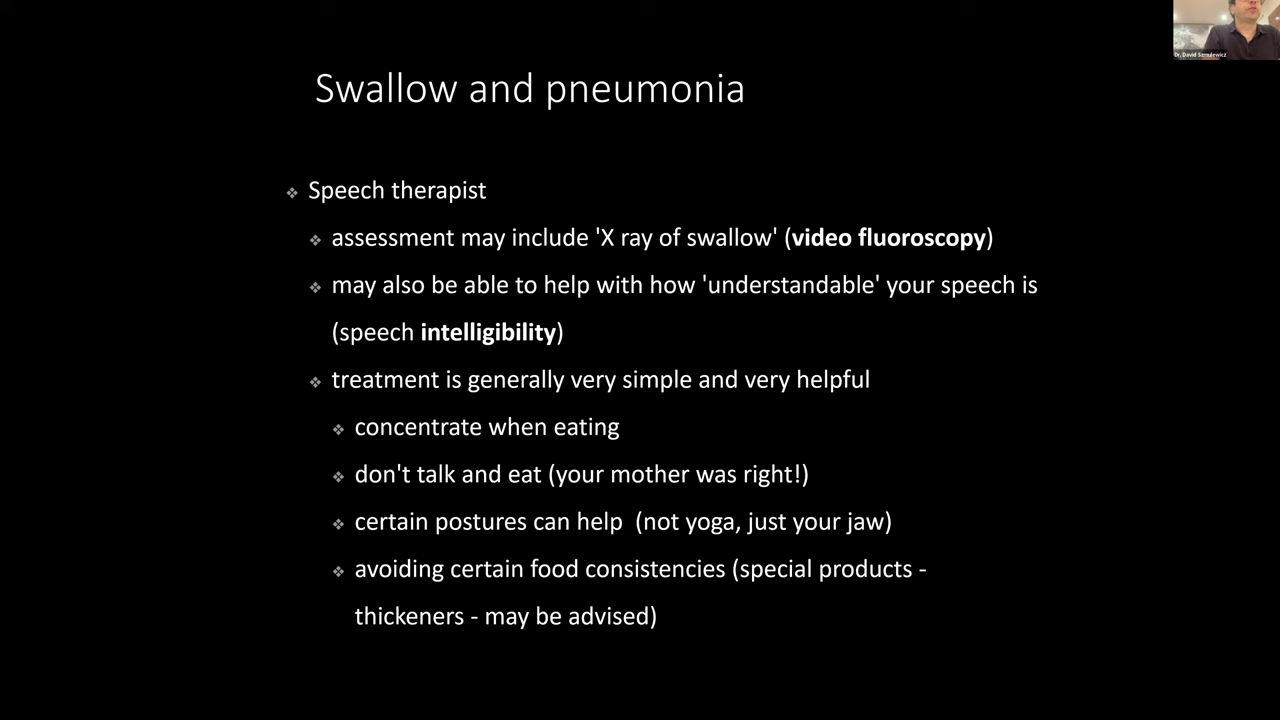 Dr. David Szmulewicz
Swallow and pneumonia
❖ Speech therapist
❖ assessment may include 'X ray of swallow' (video fluoroscopy)
❖ may also be able to help with how 'understandable' your speech is
(speech intelligibility)
❖ treatment is generally very simple and very helpful
❖ concentrate when eating
❖ don't talk and eat (your mother was right!)
❖ certain postures can help  (not yoga, just your jaw)
❖ avoiding certain food consistencies (special products -
thickeners - may be advised)